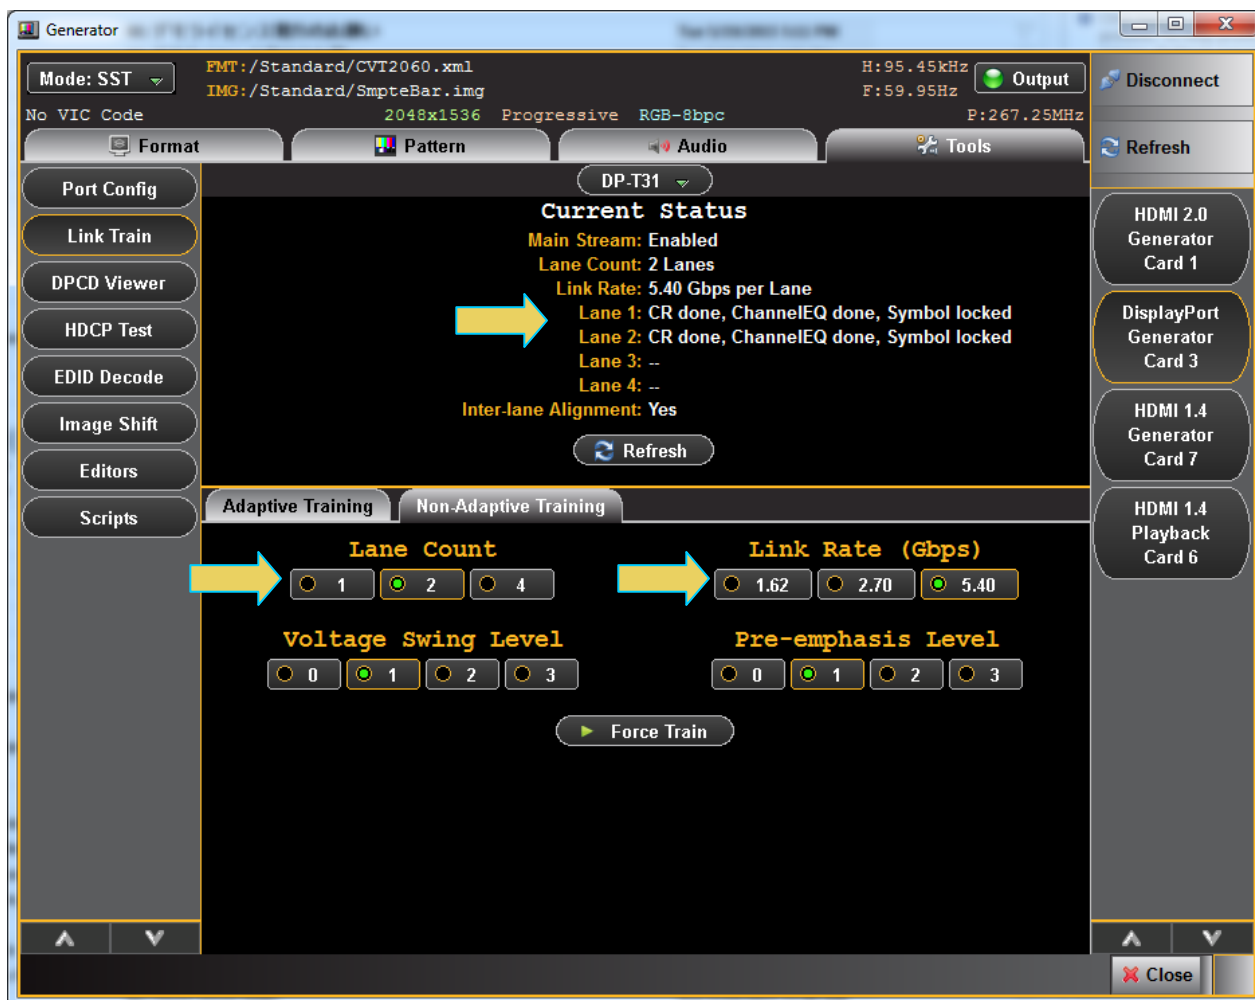 Generator
Mode: SST
FMT:/Standard/CVT2060.xml
IMG:/Standard/SmpteBar.img
H:95.45kHz
F:59.95Hz
Output
No VIC Code
2048x1536 Progressive RGB-8bpc
P:267.25MHz
Disconnect
Refresh
Format
Pattern
Audio
Tools
Port Config
Link Train
DPCD Viewer
HDCP Test
EDID Decode
Image Shift
Editors
Scripts
DP-T31
Current Status
Main Stream: Enabled
Lane Count: 2 Lanes
Link Rate: 5.40 Gbps per Lane
Lane 1: CR done, ChannelEQ done, Symbol locked
Lane 2: CR done, ChannelEQ done, Symbol locked
Lane 3: --
Lane 4: --
Inter-lane Alignment: Yes
Refresh
Adaptive Training
Non-Adaptive Training
Lane Count
1 2 4
Link Rate (Gbps)
1.62 2.70 5.40
Voltage Swing Level
0 1 2 3
Pre-emphasis Level
0 1 2 3
Force Train
HDMI 2.0
Generator
Card 1
DisplayPort
Generator
Card 3
HDMI 1.4
Generator
Card 7
HDMI 1.4
Playback
Card 6
Close